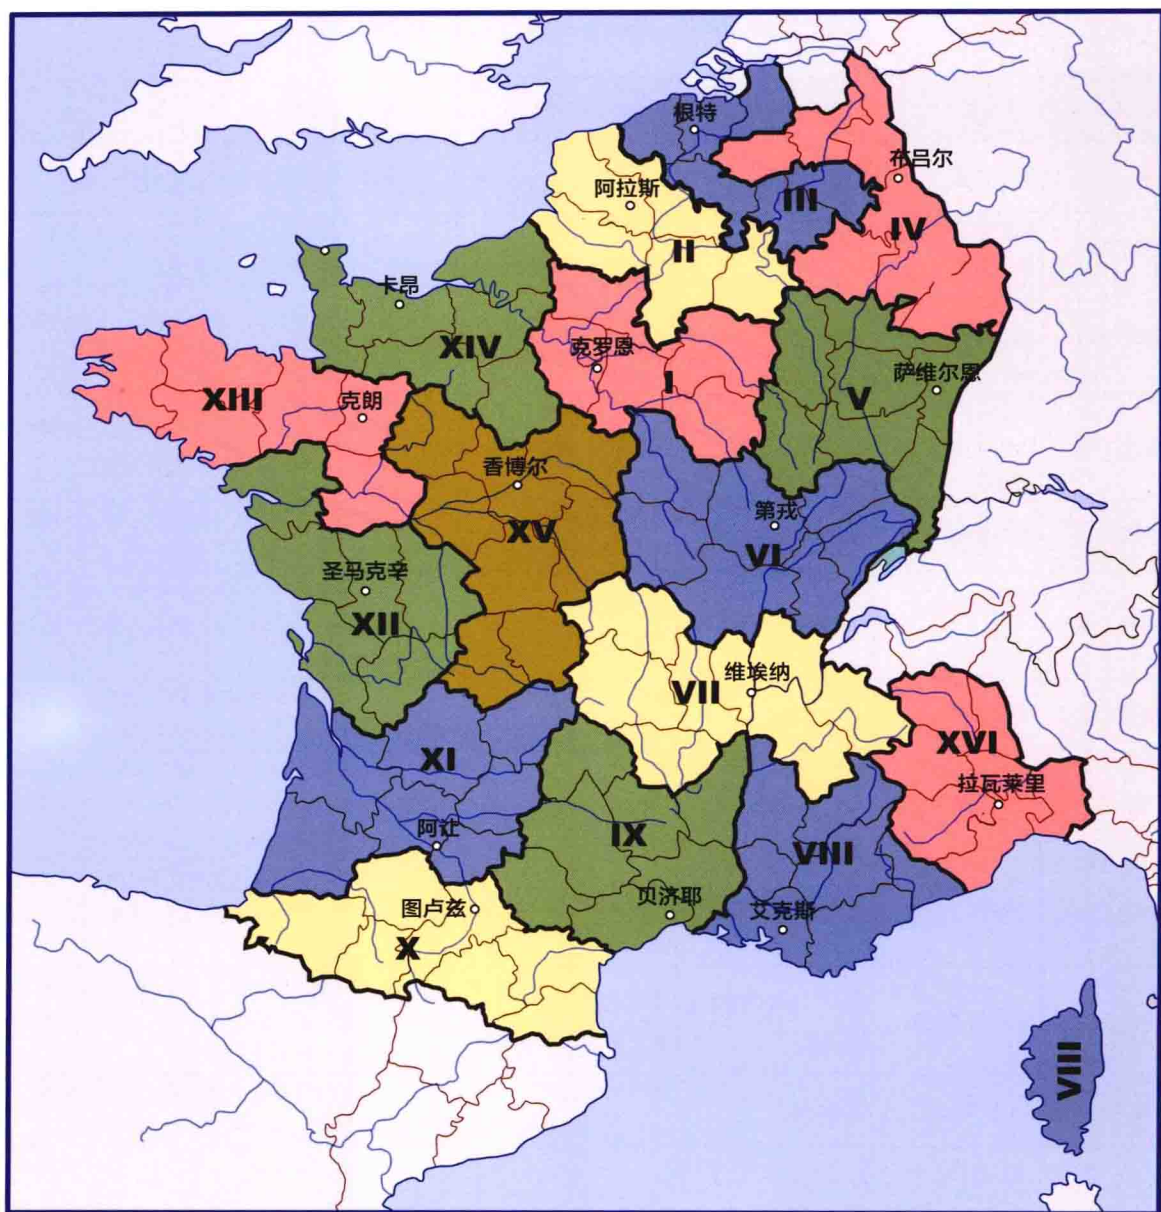 根特
布吕尔
阿拉斯
III
IV
II
卡昂
XIV
克罗恩
I
萨维尔恩
V
XIII
克朗
香博尔
第戎
XV
VI
圣马克辛
XII
维埃纳
VII
XVI
XI
拉瓦莱里
阿让
IX
VIII
贝济耶
图卢兹
艾克斯
X
VIII